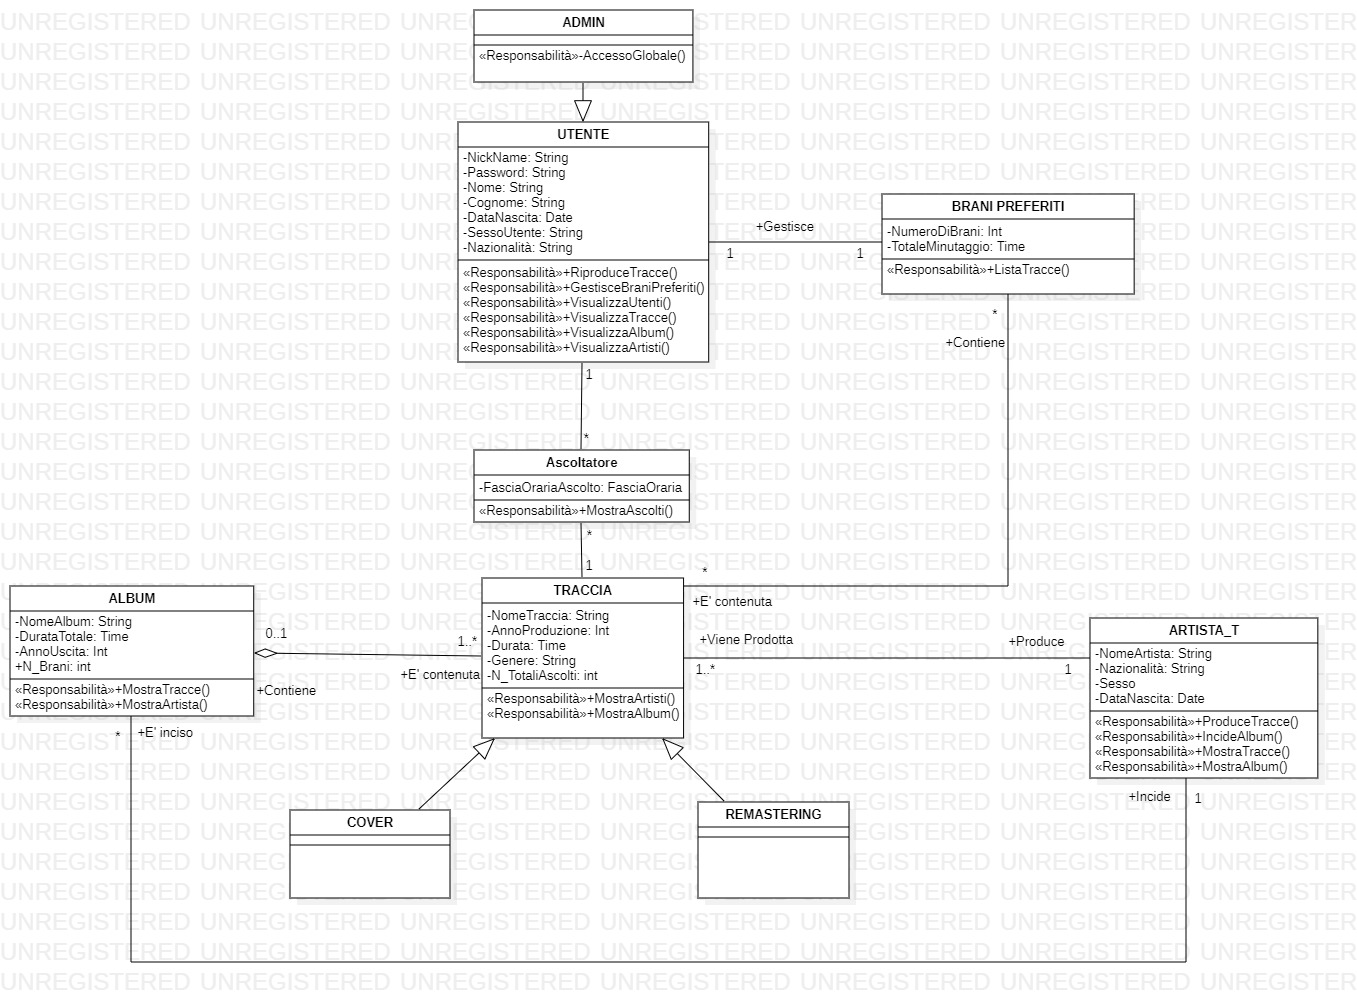 ADMIN
«Responsabilità»-AccessoGlobale()
UTENTE
-NickName: String
-Password: String
-Nome: String
-Cognome: String
-DataNascita: Date
-SessoUtente: String
-Nazionalità: String
«Responsabilità»+RiproduceTracce()
«Responsabilità»+GestisceBraniPreferiti()
«Responsabilità»+VisualizzaUtenti()
«Responsabilità»+VisualizzaTracce()
«Responsabilità»+VisualizzaAlbum()
«Responsabilità»+VisualizzaArtisti()
+Gestisce
1
1
BRANI PREFERITI
-NumeroDiBrani: Int
-TotaleMinutaggio: Time
«Responsabilità»+ListaTracce()
*
+Contiene
1
*
Ascoltatore
-FasciaOrariaAscolto: FasciaOraria
«Responsabilità»+MostraAscolti()
*
1
*
+E' contenuta
TRACCIA
-NomeTraccia: String
-AnnoProduzione: Int
-Durata: Time
-Genere: String
-N_TotaliAscolti: int
«Responsabilità»+MostraArtisti()
«Responsabilità»+MostraAlbum()
ALBUM
-NomeAlbum: String
-DurataTotale: Time
-AnnoUscita: Int
+N_Brani: int
«Responsabilità»+MostraTracce()
«Responsabilità»+MostraArtista()
0..1
1..*
+E' contenuta
+Contiene
+Viene Prodotta
1..*
+Produce
1
ARTISTA_T
-NomeArtista: String
-Nazionalità: String
-Sesso
-DataNascita: Date
«Responsabilità»+ProduceTracce()
«Responsabilità»+IncideAlbum()
«Responsabilità»+MostraTracce()
«Responsabilità»+MostraAlbum()
*
+E' inciso
+Incide
1
COVER
REMASTERING
UNREGISTERED UNREGISTERED UNREGISTERED UNREGISTERED UNREGISTERED UNREGISTERED